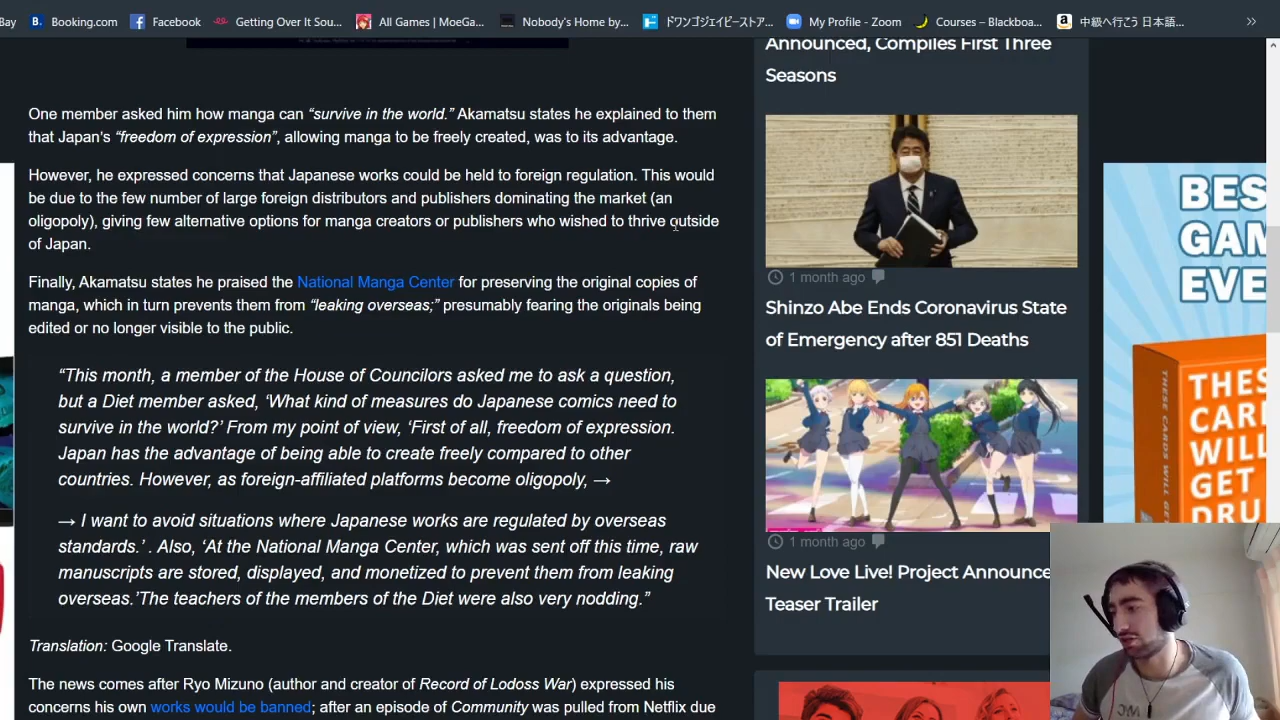 Bay
Booking.com
Facebook
Getting Over It Sou...
All Games | MoeGa...
Nobody's Home by...
ドワンゴジェイピーストア...
My Profile - Zoom
Courses – Blackboa...
中級へ行こう 日本語...
One member asked him how manga can “survive in the world.” Akamatsu states he explained to them
that Japan's “freedom of expression”, allowing manga to be freely created, was to its advantage.
However, he expressed concerns that Japanese works could be held to foreign regulation. This would
be due to the few number of large foreign distributors and publishers dominating the market (an
oligopoly), giving few alternative options for manga creators or publishers who wished to thrive outside
of Japan.
Finally, Akamatsu states he praised the National Manga Center for preserving the original copies of
manga, which in turn prevents them from “leaking overseas;” presumably fearing the originals being
edited or no longer visible to the public.
“This month, a member of the House of Councilors asked me to ask a question,
but a Diet member asked, ‘What kind of measures do Japanese comics need to
survive in the world?’ From my point of view, ‘First of all, freedom of expression.
Japan has the advantage of being able to create freely compared to other
countries. However, as foreign-affiliated platforms become oligopoly, →
→ I want to avoid situations where Japanese works are regulated by overseas
standards.’ . Also, ‘At the National Manga Center, which was sent off this time, raw
manuscripts are stored, displayed, and monetized to prevent them from leaking
overseas.’The teachers of the members of the Diet were also very nodding.”
Translation: Google Translate.
The news comes after Ryo Mizuno (author and creator of Record of Lodoss War) expressed his
concerns his own works would be banned; after an episode of Community was pulled from Netflix due
Announced, Compiles First Three
Seasons
1 month ago
Shinzo Abe Ends Coronavirus State
of Emergency after 851 Deaths
1 month ago
New Love Live! Project Announce
Teaser Trailer
BES
GAM
EVE
THESE CARDS WILL
THES
CAR
WILL
GET
DRU
JM